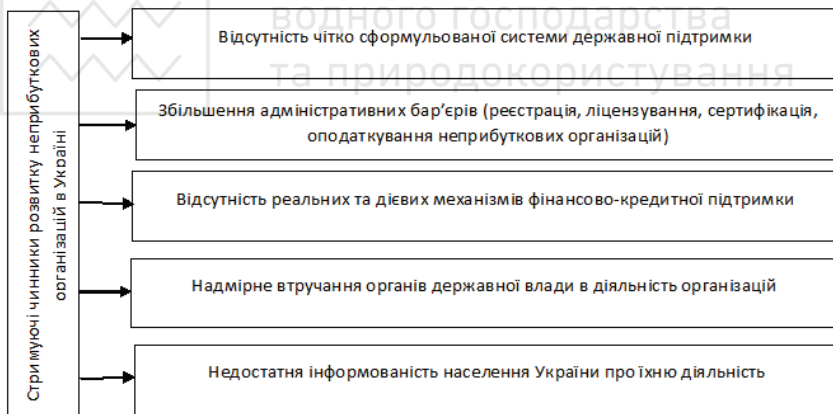 водного господарства
та природокористування
Стримуючі чинники розвитку неприбуткових
організацій в Україні
Відсутність чітко сформульованої системи державної підтримки
Збільшення адміністративних бар’єрів (реєстрація, ліцензування, сертифікація,
оподаткування неприбуткових організацій)
Відсутність реальних та дієвих механізмів фінансово-кредитної підтримки
Надмірне втручання органів державної влади в діяльність організацій
Недостатня інформованість населення України про їхню діяльність